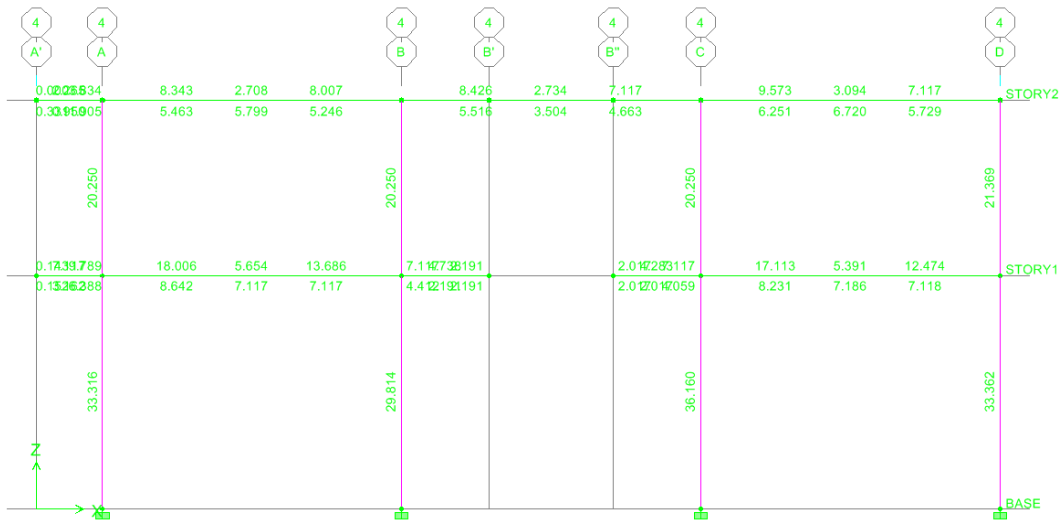 4 4 4 4 4 4 4
A' A B B' B" C D
8.343 2.708 8.007 8.426 2.734 7.117 9.573 3.094 7.117 STORY2
5.463 5.799 5.246 5.516 3.504 4.663 6.251 6.720 5.729
20.250 20.250 20.250 21.369
18.006 5.654 13.686 17.113 5.391 12.474 STORY1
8.642 7.117 7.117 8.231 7.186 7.118
33.316 29.814 36.160 33.362
Z
X BASE